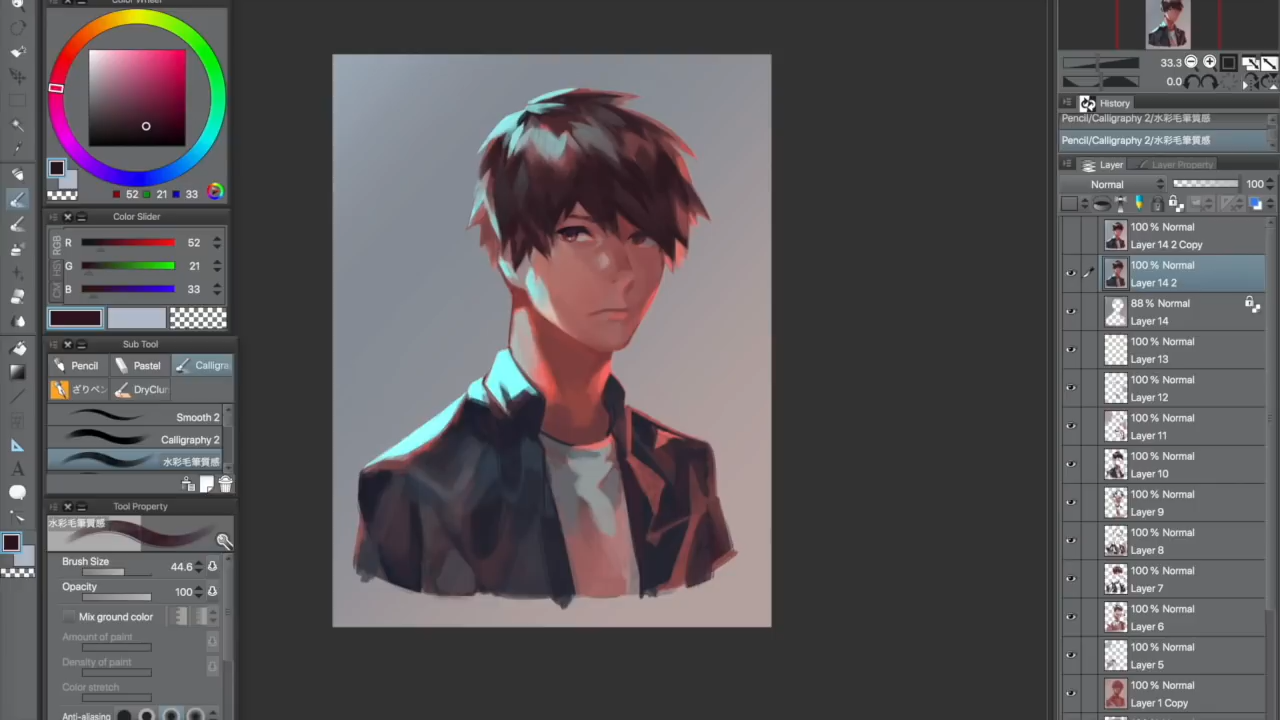 Color Wheel
52 21 33
Color Slider
RGB
HSV
CM
R 52
G 21
B 33
Sub Tool
Pencil
Pastel
Calligra
ざりペン
DryClur
Smooth 2
Calligraphy 2
水彩毛筆質感
Tool Property
水彩毛筆質感
Brush Size 44.6
Opacity 100
Mix ground color
Amount of paint
Density of paint
Color stretch
Anti-aliasing
33.3
0.0
History
Pencil/Calligraphy 2/水彩毛筆質感
Pencil/Calligraphy 2/水彩毛筆質感
Layer
Layer Property
Normal 100
100 % Normal
Layer 14 2 Copy
100 % Normal
Layer 14 2
88 % Normal
Layer 14
100 % Normal
Layer 13
100 % Normal
Layer 12
100 % Normal
Layer 11
100 % Normal
Layer 10
100 % Normal
Layer 9
100 % Normal
Layer 8
100 % Normal
Layer 7
100 % Normal
Layer 6
100 % Normal
Layer 5
100 % Normal
Layer 1 Copy